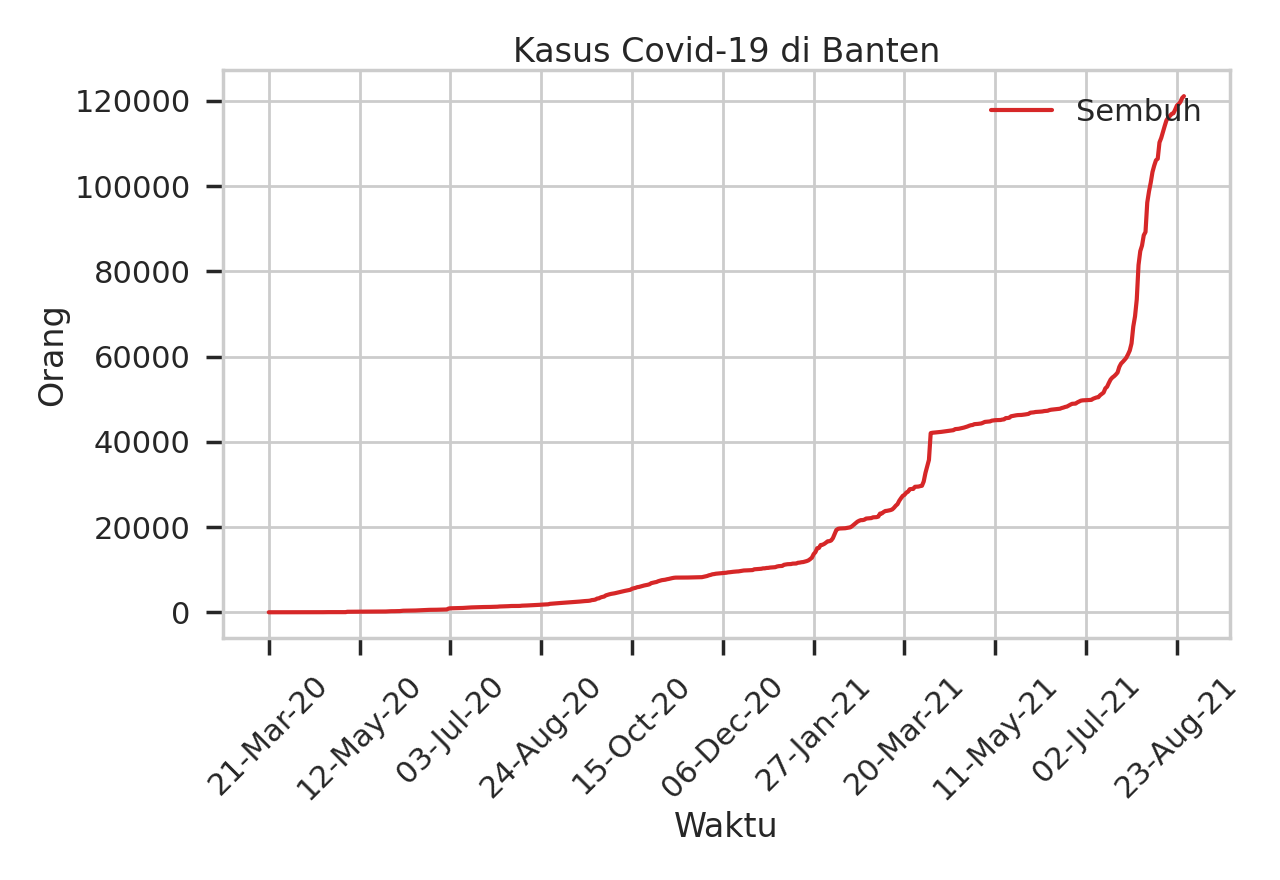 Kasus Covid-19 di Banten
Sembuh
120000
100000
80000
60000
40000
20000
0
Orang
21-Mar-20
12-May-20
03-Jul-20
24-Aug-20
15-Oct-20
06-Dec-20
27-Jan-21
20-Mar-21
11-May-21
02-Jul-21
23-Aug-21
Waktu